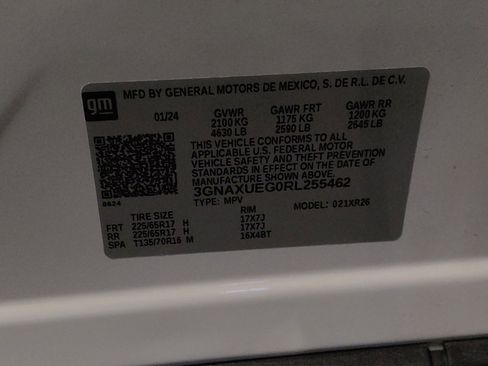 gm
MFD BY GENERAL MOTORS DE MEXICO, S. DE R.L. DE C.V.
01/24 GVWR GAWR FRT GAWR RR
2100 KG 1175 KG 1200 KG
4630 LB 2590 LB 2645 LB
THIS VEHICLE CONFORMS TO ALL
APPLICABLE U.S. FEDERAL MOTOR
VEHICLE SAFETY AND THEFT PREVENTION
STANDARDS IN EFFECT ON THE DATE OF
MANUFACTURE SHOWN ABOVE.
3GNAXUEG0RL255462
8624 TYPE: MPV MODEL: 021XR26
TIRE SIZE RIM
FRT 225/65R17 H 17X7J
RR 225/65R17 H 17X7J
SPA T135/70R16 M 16X4BT